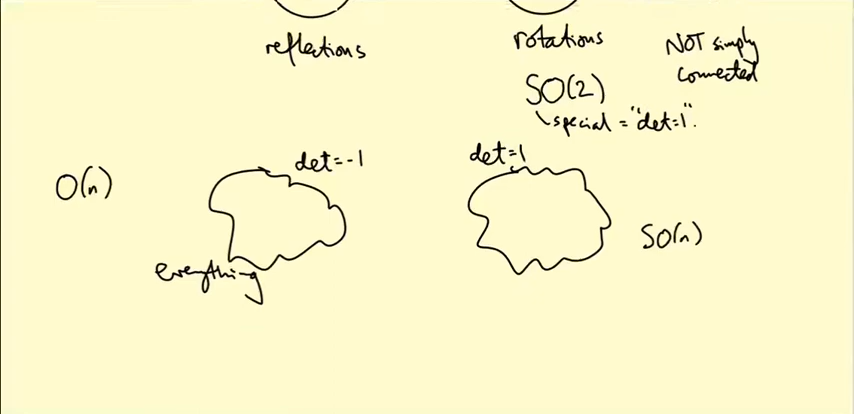 reflections
rotations
NOT simply
connected
SO(2)
special = "det=1".
det=-1
det=1
O(n)
SO(n)
everything